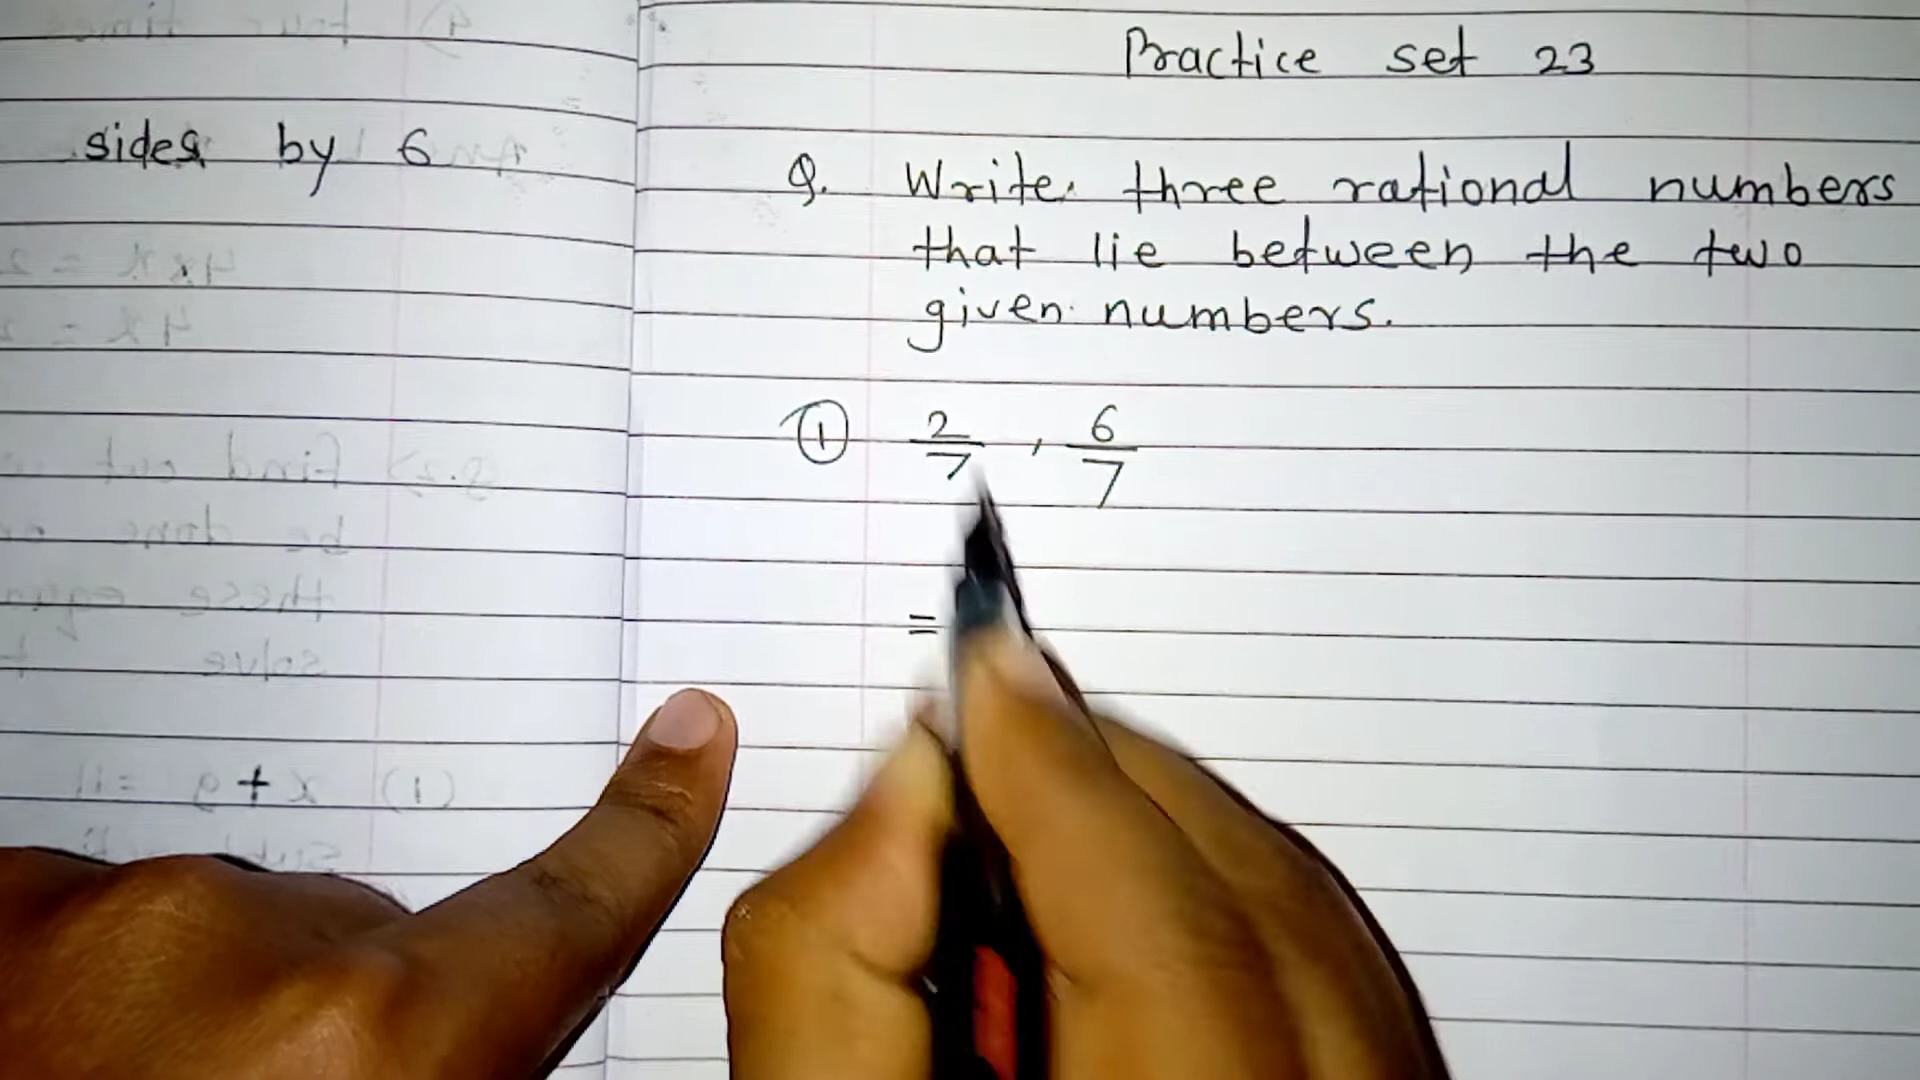 sides by 6
Practice set 23
Q. Write three rational numbers
that lie between the two
given numbers.
① 2/7 , 6/7
=